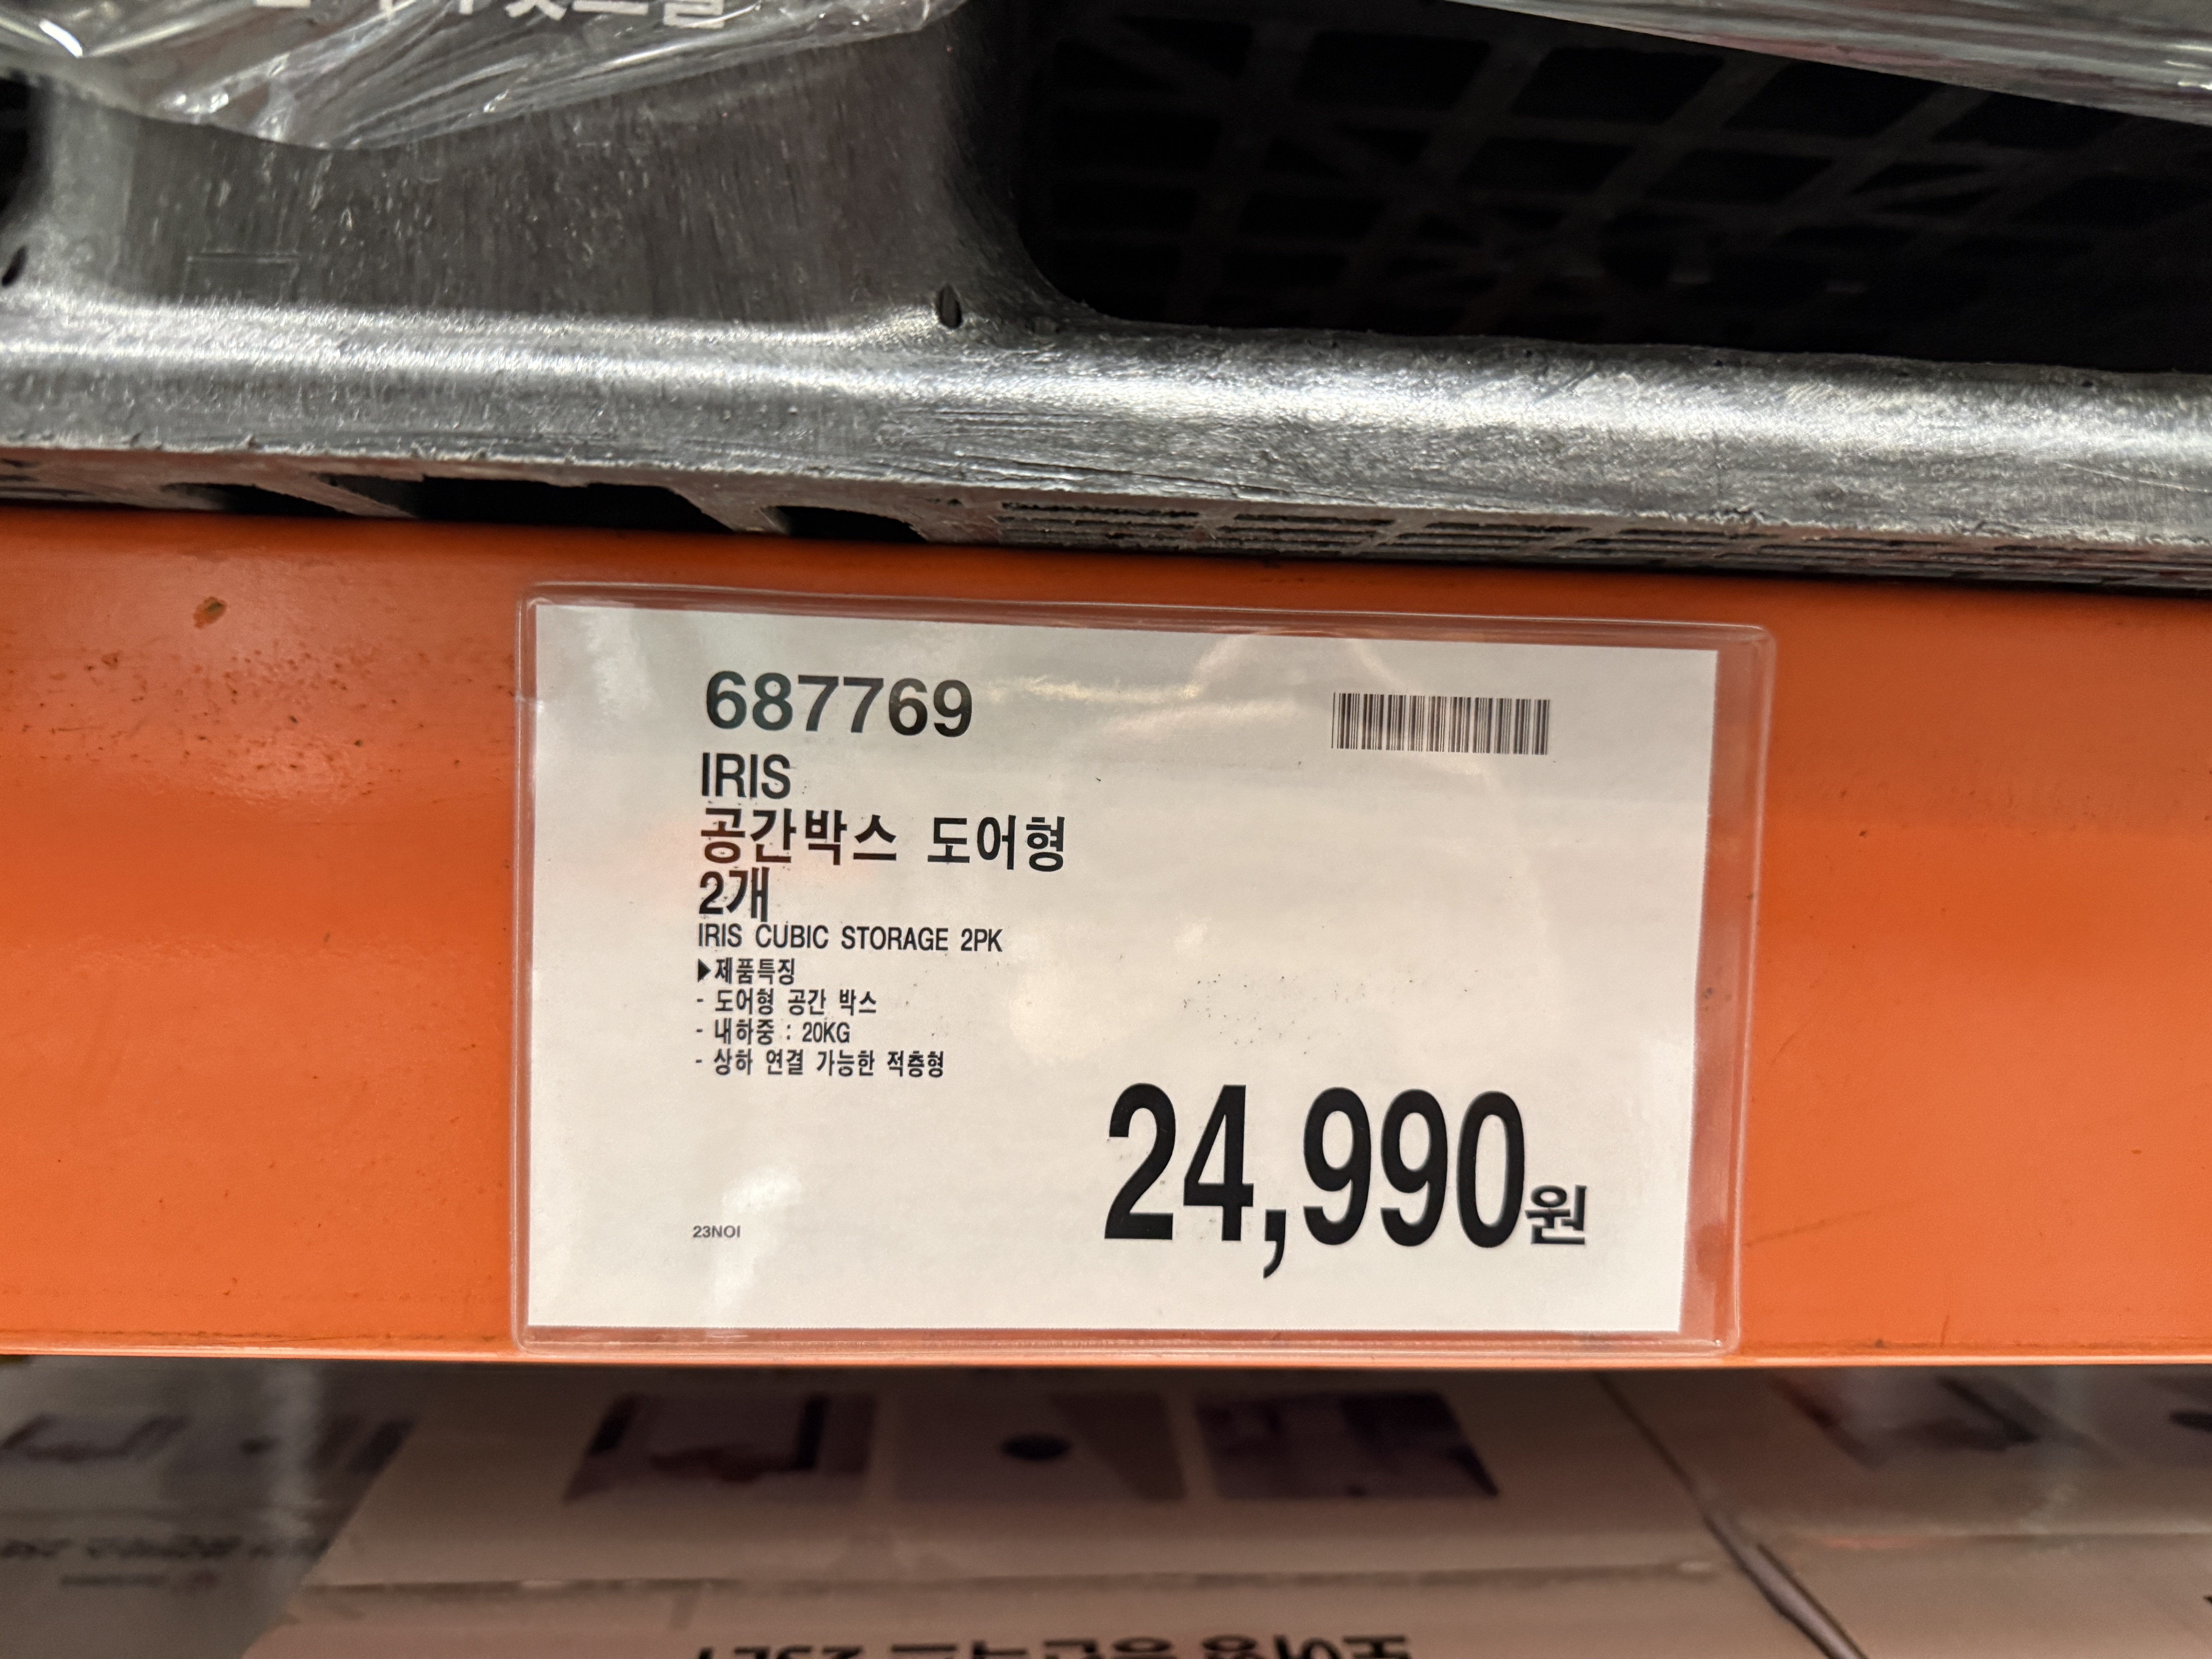 687769
IRIS
공간박스 도어형
2개
IRIS CUBIC STORAGE 2PK
▶제품특징
- 도어형 공간 박스
- 내하중 : 20KG
- 상하 연결 가능한 적층형
24,990원
23NOI